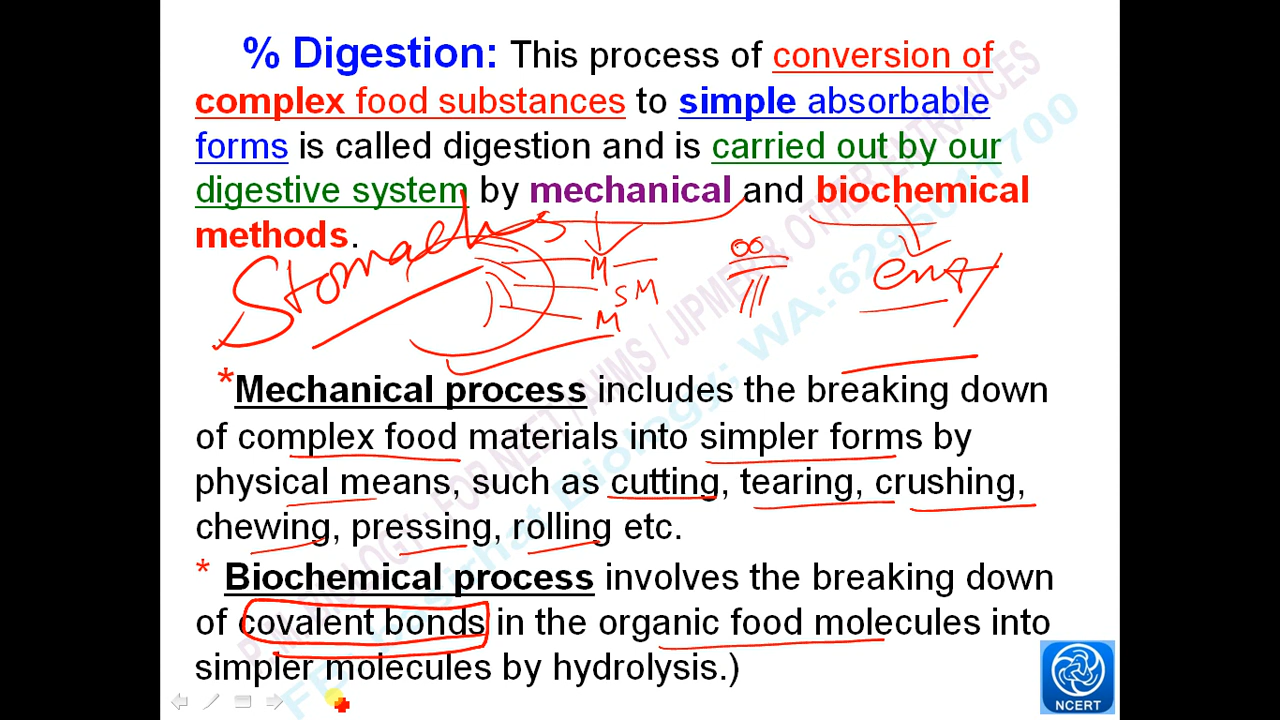 % Digestion: This process of conversion of
complex food substances to simple absorbable
forms is called digestion and is carried out by our
digestive system by mechanical and biochemical
methods.
Stomach
M
SM
M
*Mechanical process includes the breaking down
of complex food materials into simpler forms by
physical means, such as cutting, tearing, crushing,
chewing, pressing, rolling etc.
* Biochemical process involves the breaking down
of covalent bonds in the organic food molecules into
simpler molecules by hydrolysis.)
NCERT